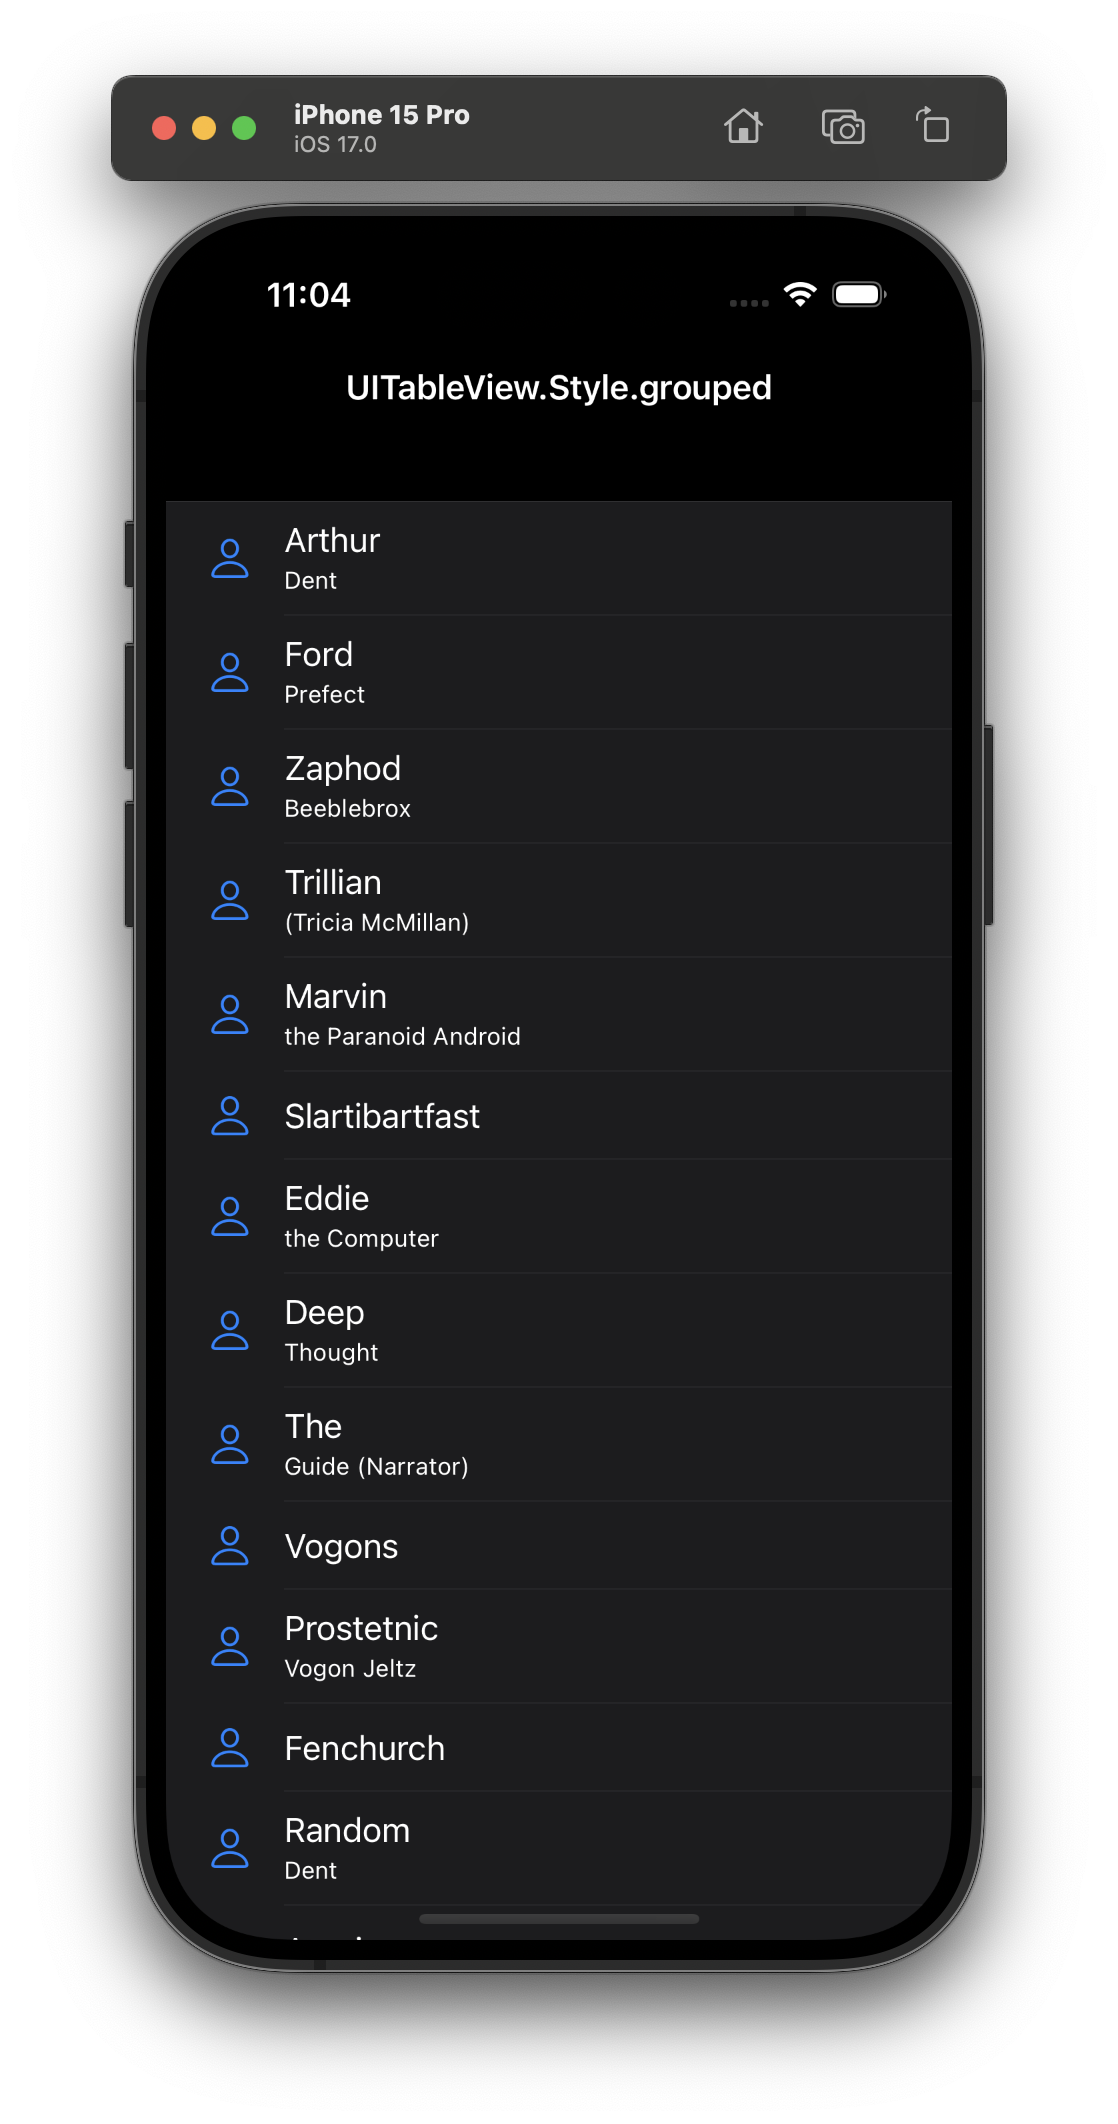 iPhone 15 Pro
iOS 17.0
11:04
UITableView.Style.grouped
Arthur
Dent
Ford
Prefect
Zaphod
Beeblebrox
Trillian
(Tricia McMillan)
Marvin
the Paranoid Android
Slartibartfast
Eddie
the Computer
Deep
Thought
The
Guide (Narrator)
Vogons
Prostetnic
Vogon Jeltz
Fenchurch
Random
Dent